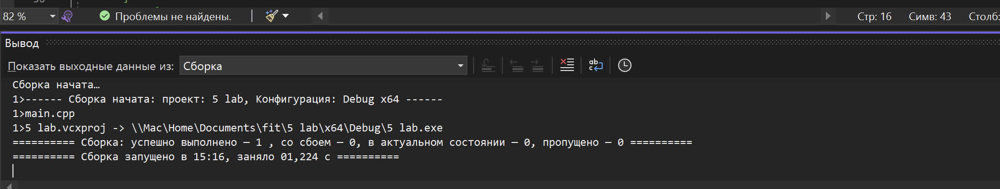 82 %
Проблемы не найдены.
Стр: 16
Симв: 43
Столб:
Вывод
Показать выходные данные из:
Сборка
Сборка начата…
1>------ Сборка начата: проект: 5 lab, Конфигурация: Debug x64 ------
1>main.cpp
1>5 lab.vcxproj -> \\Mac\Home\Documents\fit\5 lab\x64\Debug\5 lab.exe
========== Сборка: успешно выполнено — 1 , со сбоем — 0, в актуальном состоянии — 0, пропущено — 0 ==========
========== Сборка запущено в 15:16, заняло 01,224 с ==========